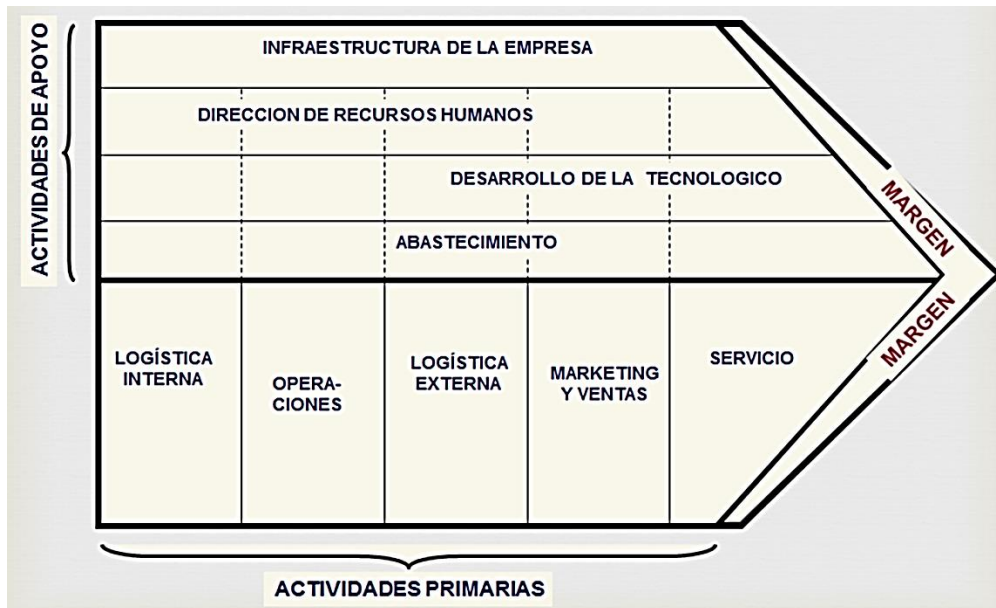 ACTIVIDADES DE APOYO
INFRAESTRUCTURA DE LA EMPRESA
DIRECCION DE RECURSOS HUMANOS
DESARROLLO DE LA TECNOLOGICO
ABASTECIMIENTO
MARGEN
MARGEN
LOGÍSTICA
INTERNA
OPERA-
CIONES
LOGÍSTICA
EXTERNA
MARKETING
Y VENTAS
SERVICIO
ACTIVIDADES PRIMARIAS